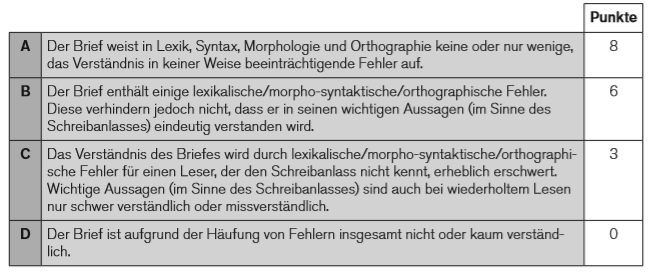 Punkte
A Der Brief weist in Lexik, Syntax, Morphologie und Orthographie keine oder nur wenige, 8
das Verständnis in keiner Weise beeinträchtigende Fehler auf.
B Der Brief enthält einige lexikalische/morpho-syntaktische/orthographische Fehler. 6
Diese verhindern jedoch nicht, dass er in seinen wichtigen Aussagen (im Sinne des
Schreibanlasses) eindeutig verstanden wird.
C Das Verständnis des Briefes wird durch lexikalische/morpho-syntaktische/orthographi- 3
sche Fehler für einen Leser, der den Schreibanlass nicht kennt, erheblich erschwert.
Wichtige Aussagen (im Sinne des Schreibanlasses) sind auch bei wiederholtem Lesen
nur schwer verständlich oder missverständlich.
D Der Brief ist aufgrund der Häufung von Fehlern insgesamt nicht oder kaum verständ- 0
lich.